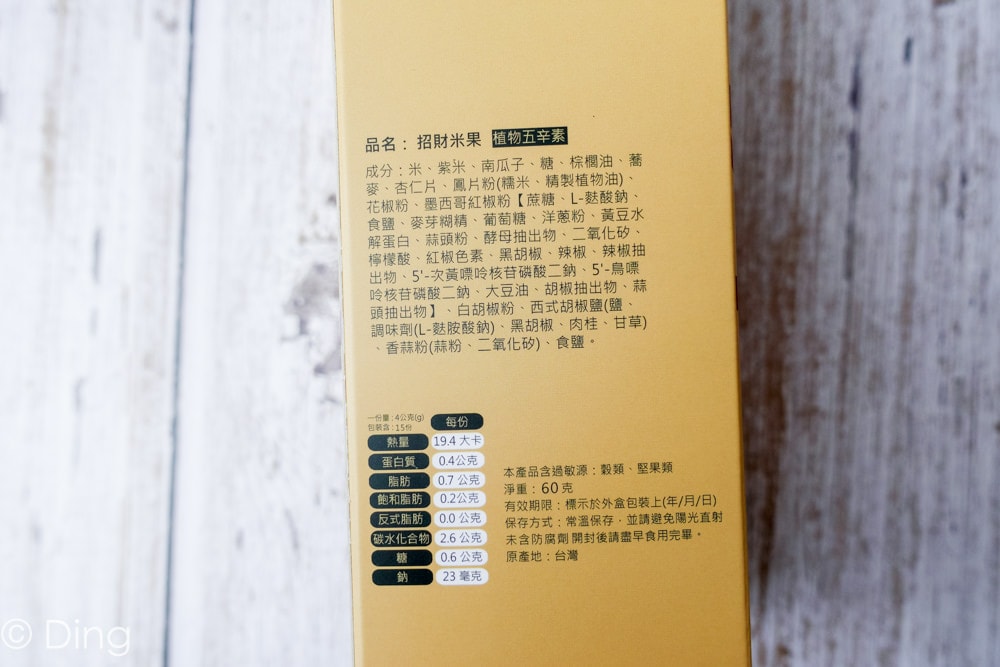 品名：招財米果 植物五辛素
成分：米、紫米、南瓜子、糖、棕櫚油、蕎
麥、杏仁片、鳳片粉(糯米、精製植物油)、
花椒粉、墨西哥紅椒粉【蔗糖、L-麩酸鈉、
食鹽、麥芽糊精、葡萄糖、洋蔥粉、黃豆水
解蛋白、蒜頭粉、酵母抽出物、二氧化矽、
檸檬酸、紅椒色素、黑胡椒、辣椒、辣椒抽
出物、5'-次黃嘌呤核苷磷酸二鈉、5'-鳥嘌
呤核苷磷酸二鈉、大豆油、胡椒抽出物、蒜
頭抽出物】、白胡椒粉、西式胡椒鹽(鹽、
調味劑(L-麩胺酸鈉)、黑胡椒、肉桂、甘草)
、香蒜粉(蒜粉、二氧化矽)、食鹽。
一份量：4公克(g)
包裝含：15份
每份
熱量 19.4 大卡
蛋白質 0.4公克
脂肪 0.7 公克
飽和脂肪 0.2公克
反式脂肪 0.0 公克
碳水化合物 2.6 公克
糖 0.6 公克
鈉 23 毫克
本產品含過敏源：穀類、堅果類
淨重：60 克
有效期限：標示於外盒包裝上(年/月/日)
保存方式：常溫保存，並請避免陽光直射
未含防腐劑 開封後請盡早食用完畢。
原產地：台灣
© Ding